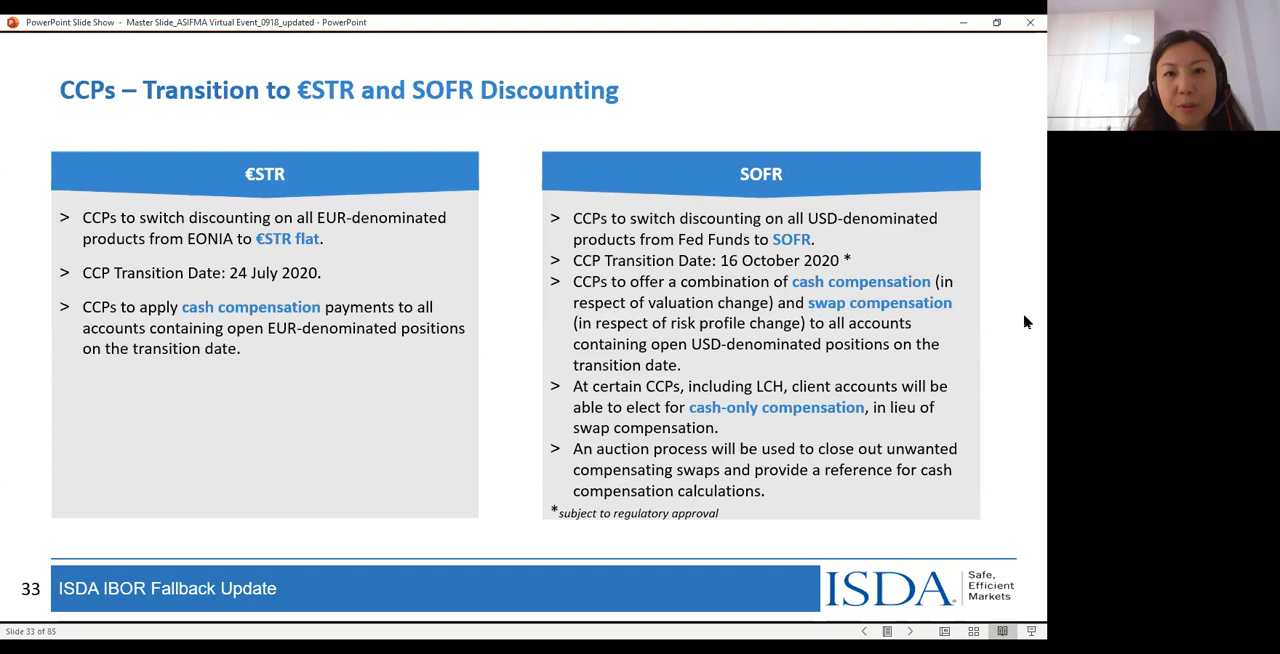 PowerPoint Slide Show - Master Slide_ASIFMA Virtual Event_0918_updated - PowerPoint
CCPs – Transition to €STR and SOFR Discounting
€STR
> CCPs to switch discounting on all EUR-denominated
products from EONIA to €STR flat.
> CCP Transition Date: 24 July 2020.
> CCPs to apply cash compensation payments to all
accounts containing open EUR-denominated positions
on the transition date.
SOFR
> CCPs to switch discounting on all USD-denominated
products from Fed Funds to SOFR.
> CCP Transition Date: 16 October 2020 *
> CCPs to offer a combination of cash compensation (in
respect of valuation change) and swap compensation
(in respect of risk profile change) to all accounts
containing open USD-denominated positions on the
transition date.
> At certain CCPs, including LCH, client accounts will be
able to elect for cash-only compensation, in lieu of
swap compensation.
> An auction process will be used to close out unwanted
compensating swaps and provide a reference for cash
compensation calculations.
*subject to regulatory approval
33
ISDA IBOR Fallback Update
ISDA®
Safe,
Efficient
Markets
Slide 33 of 85